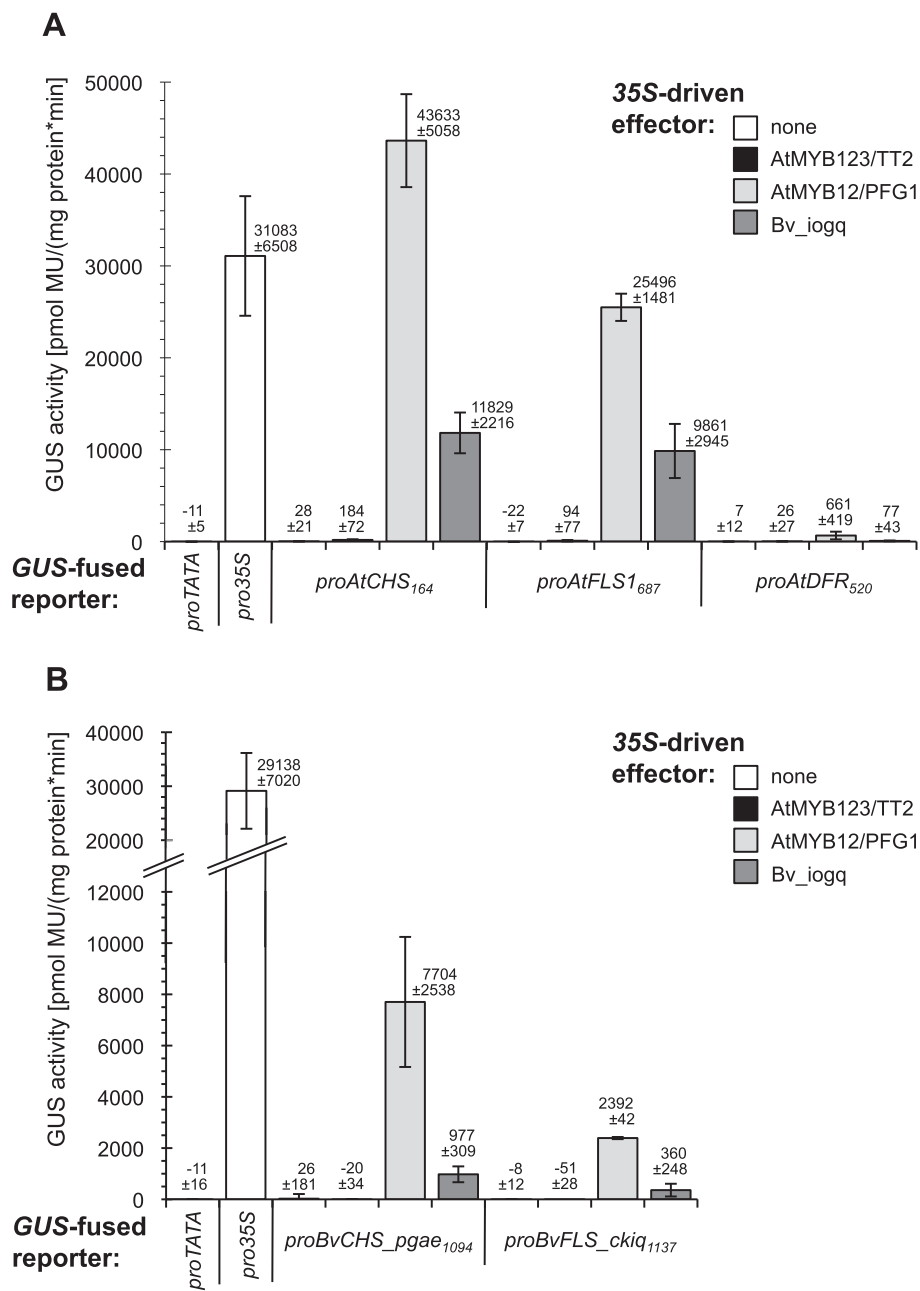 A
GUS activity [pmol MU/(mg protein*min]
50000
40000
30000
20000
10000
0
35S-driven
effector:
none
AtMYB123/TT2
AtMYB12/PFG1
Bv_iogq
-11
±5
31083
±6508
28
±21
184
±72
43633
±5058
11829
±2216
-22
±7
94
±77
25496
±1481
9861
±2945
7
±12
26
±27
661
±419
77
±43
GUS-fused
reporter:
proTATA
pro35S
proAtCHS164
proAtFLS1687
proAtDFR520
B
GUS activity [pmol MU/(mg protein*min]
40000
30000
20000
12000
10000
8000
6000
4000
2000
0
35S-driven
effector:
none
AtMYB123/TT2
AtMYB12/PFG1
Bv_iogq
-11
±16
29138
±7020
26
±181
-20
±34
7704
±2538
977
±309
-8
±12
-51
±28
2392
±42
360
±248
GUS-fused
reporter:
proTATA
pro35S
proBvCHS_pgae1094
proBvFLS_ckiq1137